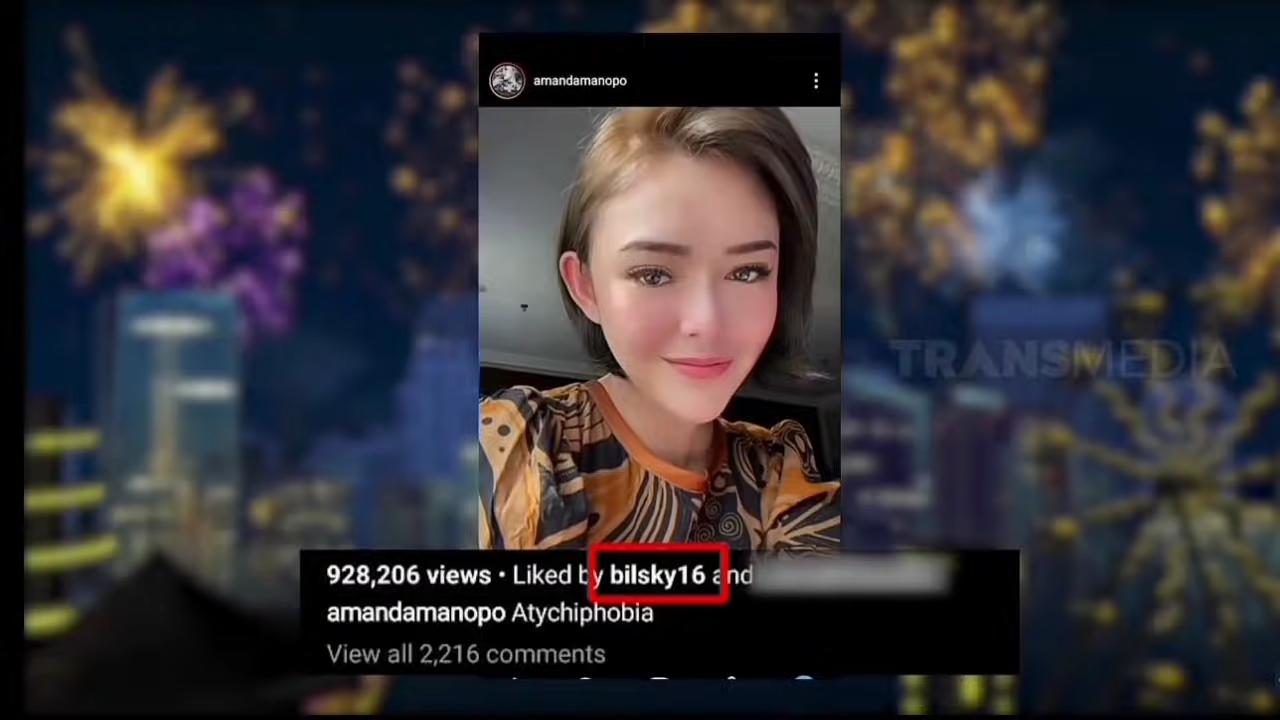 amandamanopo
TRANSMEDIA
928,206 views • Liked by bilsky16 and
amandamanopo Atychiphobia
View all 2,216 comments